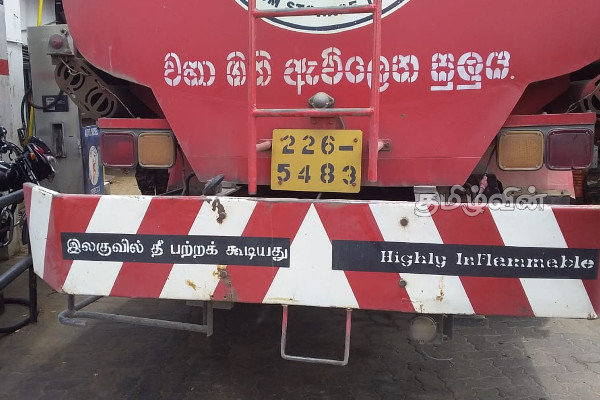 වහා ගිනි ඇවිලෙන සුලුය.
226-
5483
தமிழ்வின்
இலகுவில் தீ பற்றக் கூடியது
Highly Inflammable